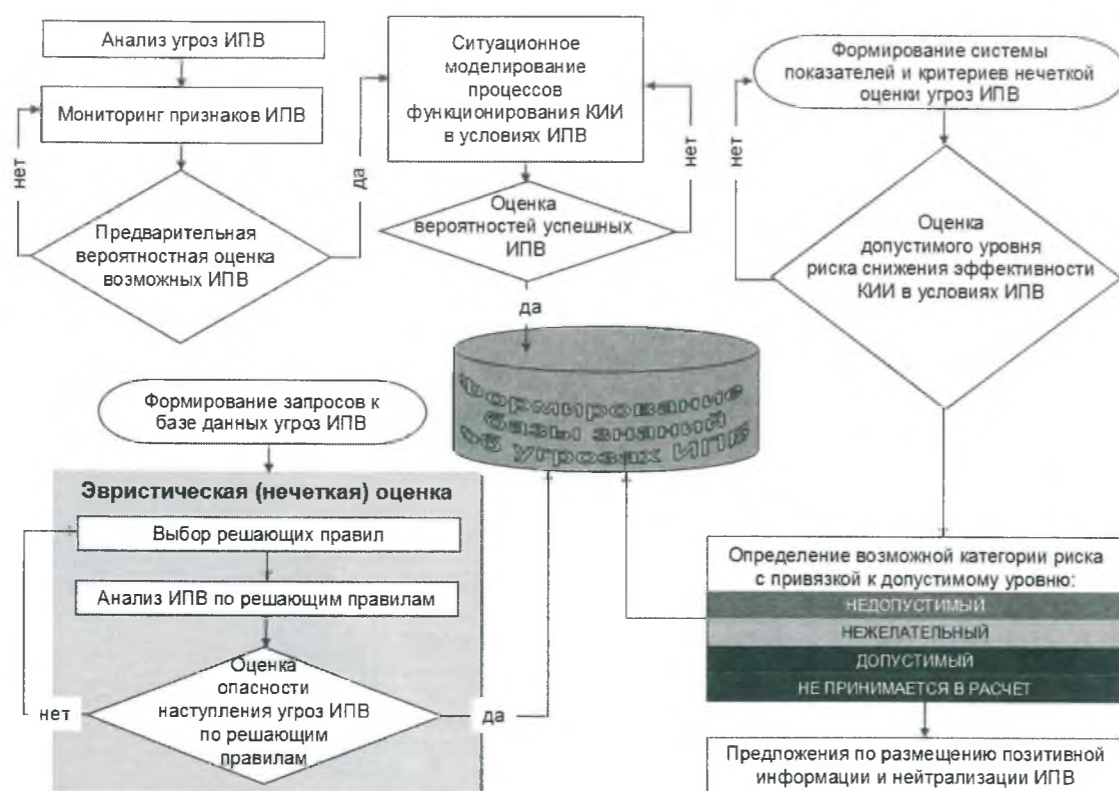 Анализ угроз ИПВ
Мониторинг признаков ИПВ
нет
да
Предварительная
вероятностная оценка
возможных ИПВ
Ситуационное
моделирование
процессов
функционирования КИИ
в условиях ИПВ
нет
Оценка
вероятностей успешных
ИПВ
да
Формирование системы
показателей и критериев нечеткой
оценки угроз ИПВ
нет
Оценка
допустимого уровня
риска снижения эффективности
КИИ в условиях ИПВ
Формирование
базы знаний
об угрозах ИПВ
Формирование запросов к
базе данных угроз ИПВ
Эвристическая (нечеткая) оценка
Выбор решающих правил
Анализ ИПВ по решающим правилам
Оценка
опасности
наступления угроз ИПВ
по решающим
правилам
нет
да
Определение возможной категории риска
с привязкой к допустимому уровню:
НЕДОПУСТИМЫЙ
НЕЖЕЛАТЕЛЬНЫЙ
ДОПУСТИМЫЙ
НЕ ПРИНИМАЕТСЯ В РАСЧЁТ
Предложения по размещению позитивной
информации и нейтрализации ИПВ